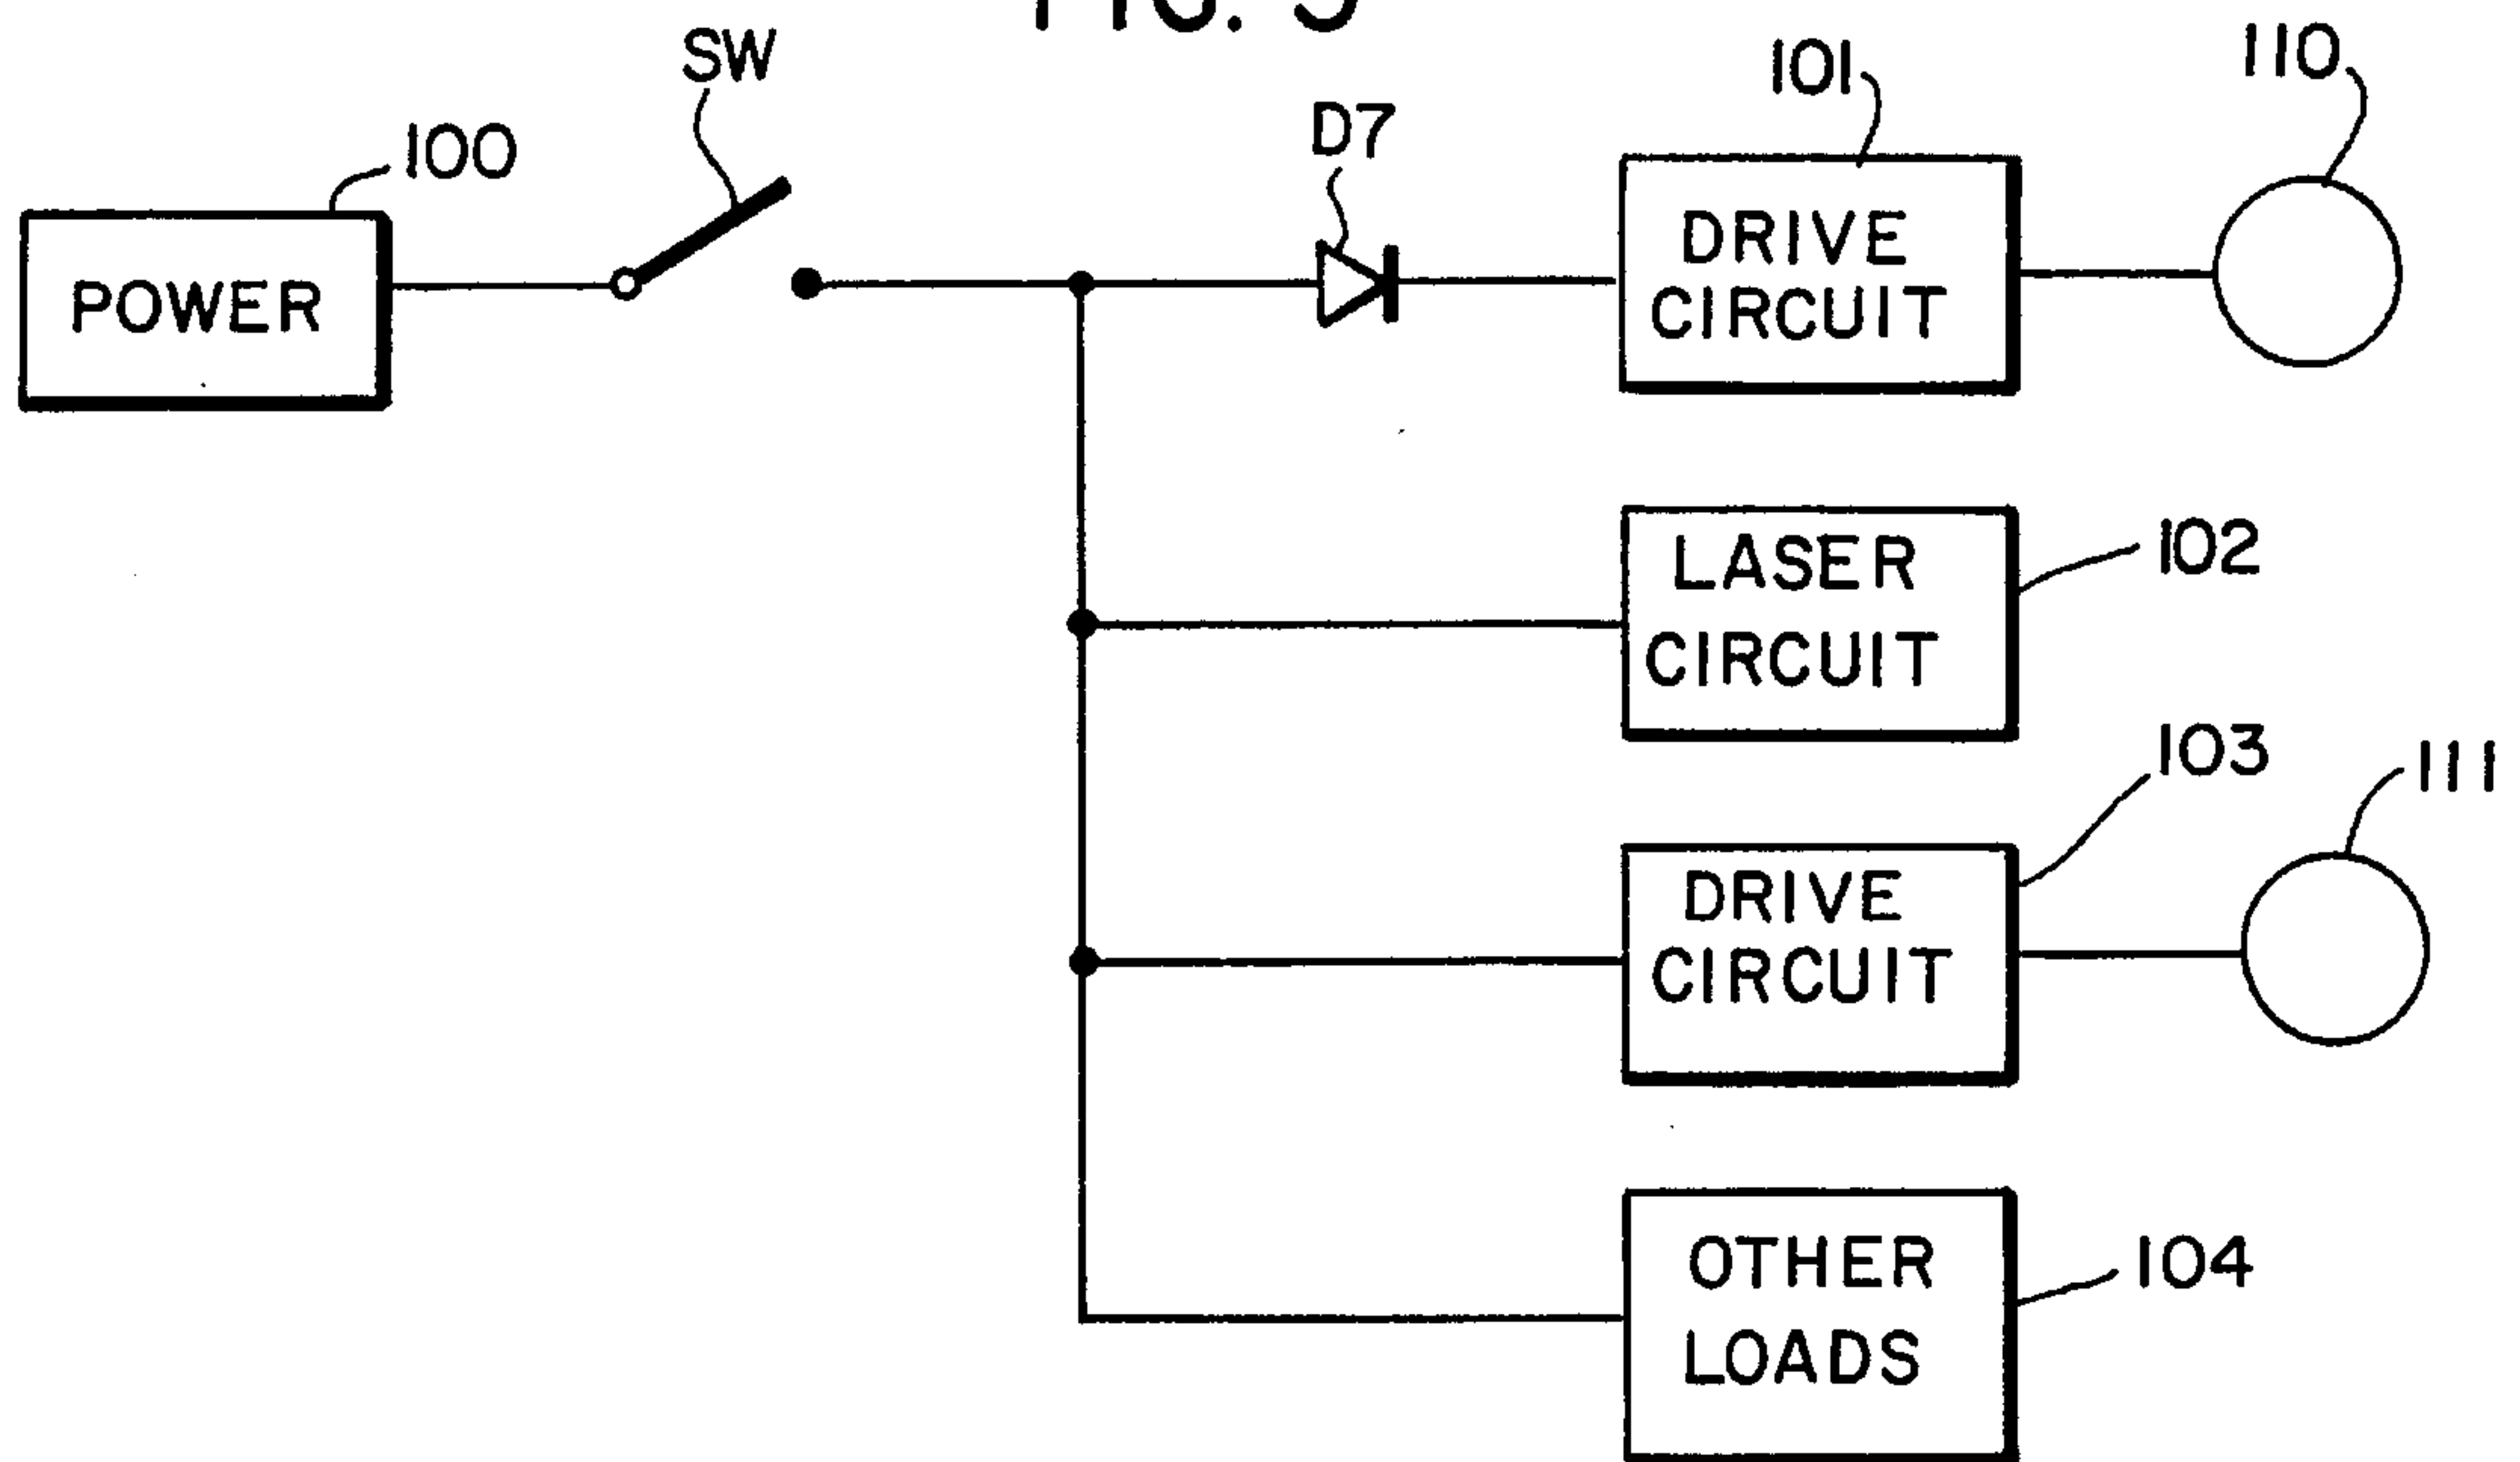 SW
101
110
D7
100
POWER
DRIVE
CIRCUIT
LASER
CIRCUIT
102
103
111
DRIVE
CIRCUIT
OTHER
LOADS
104